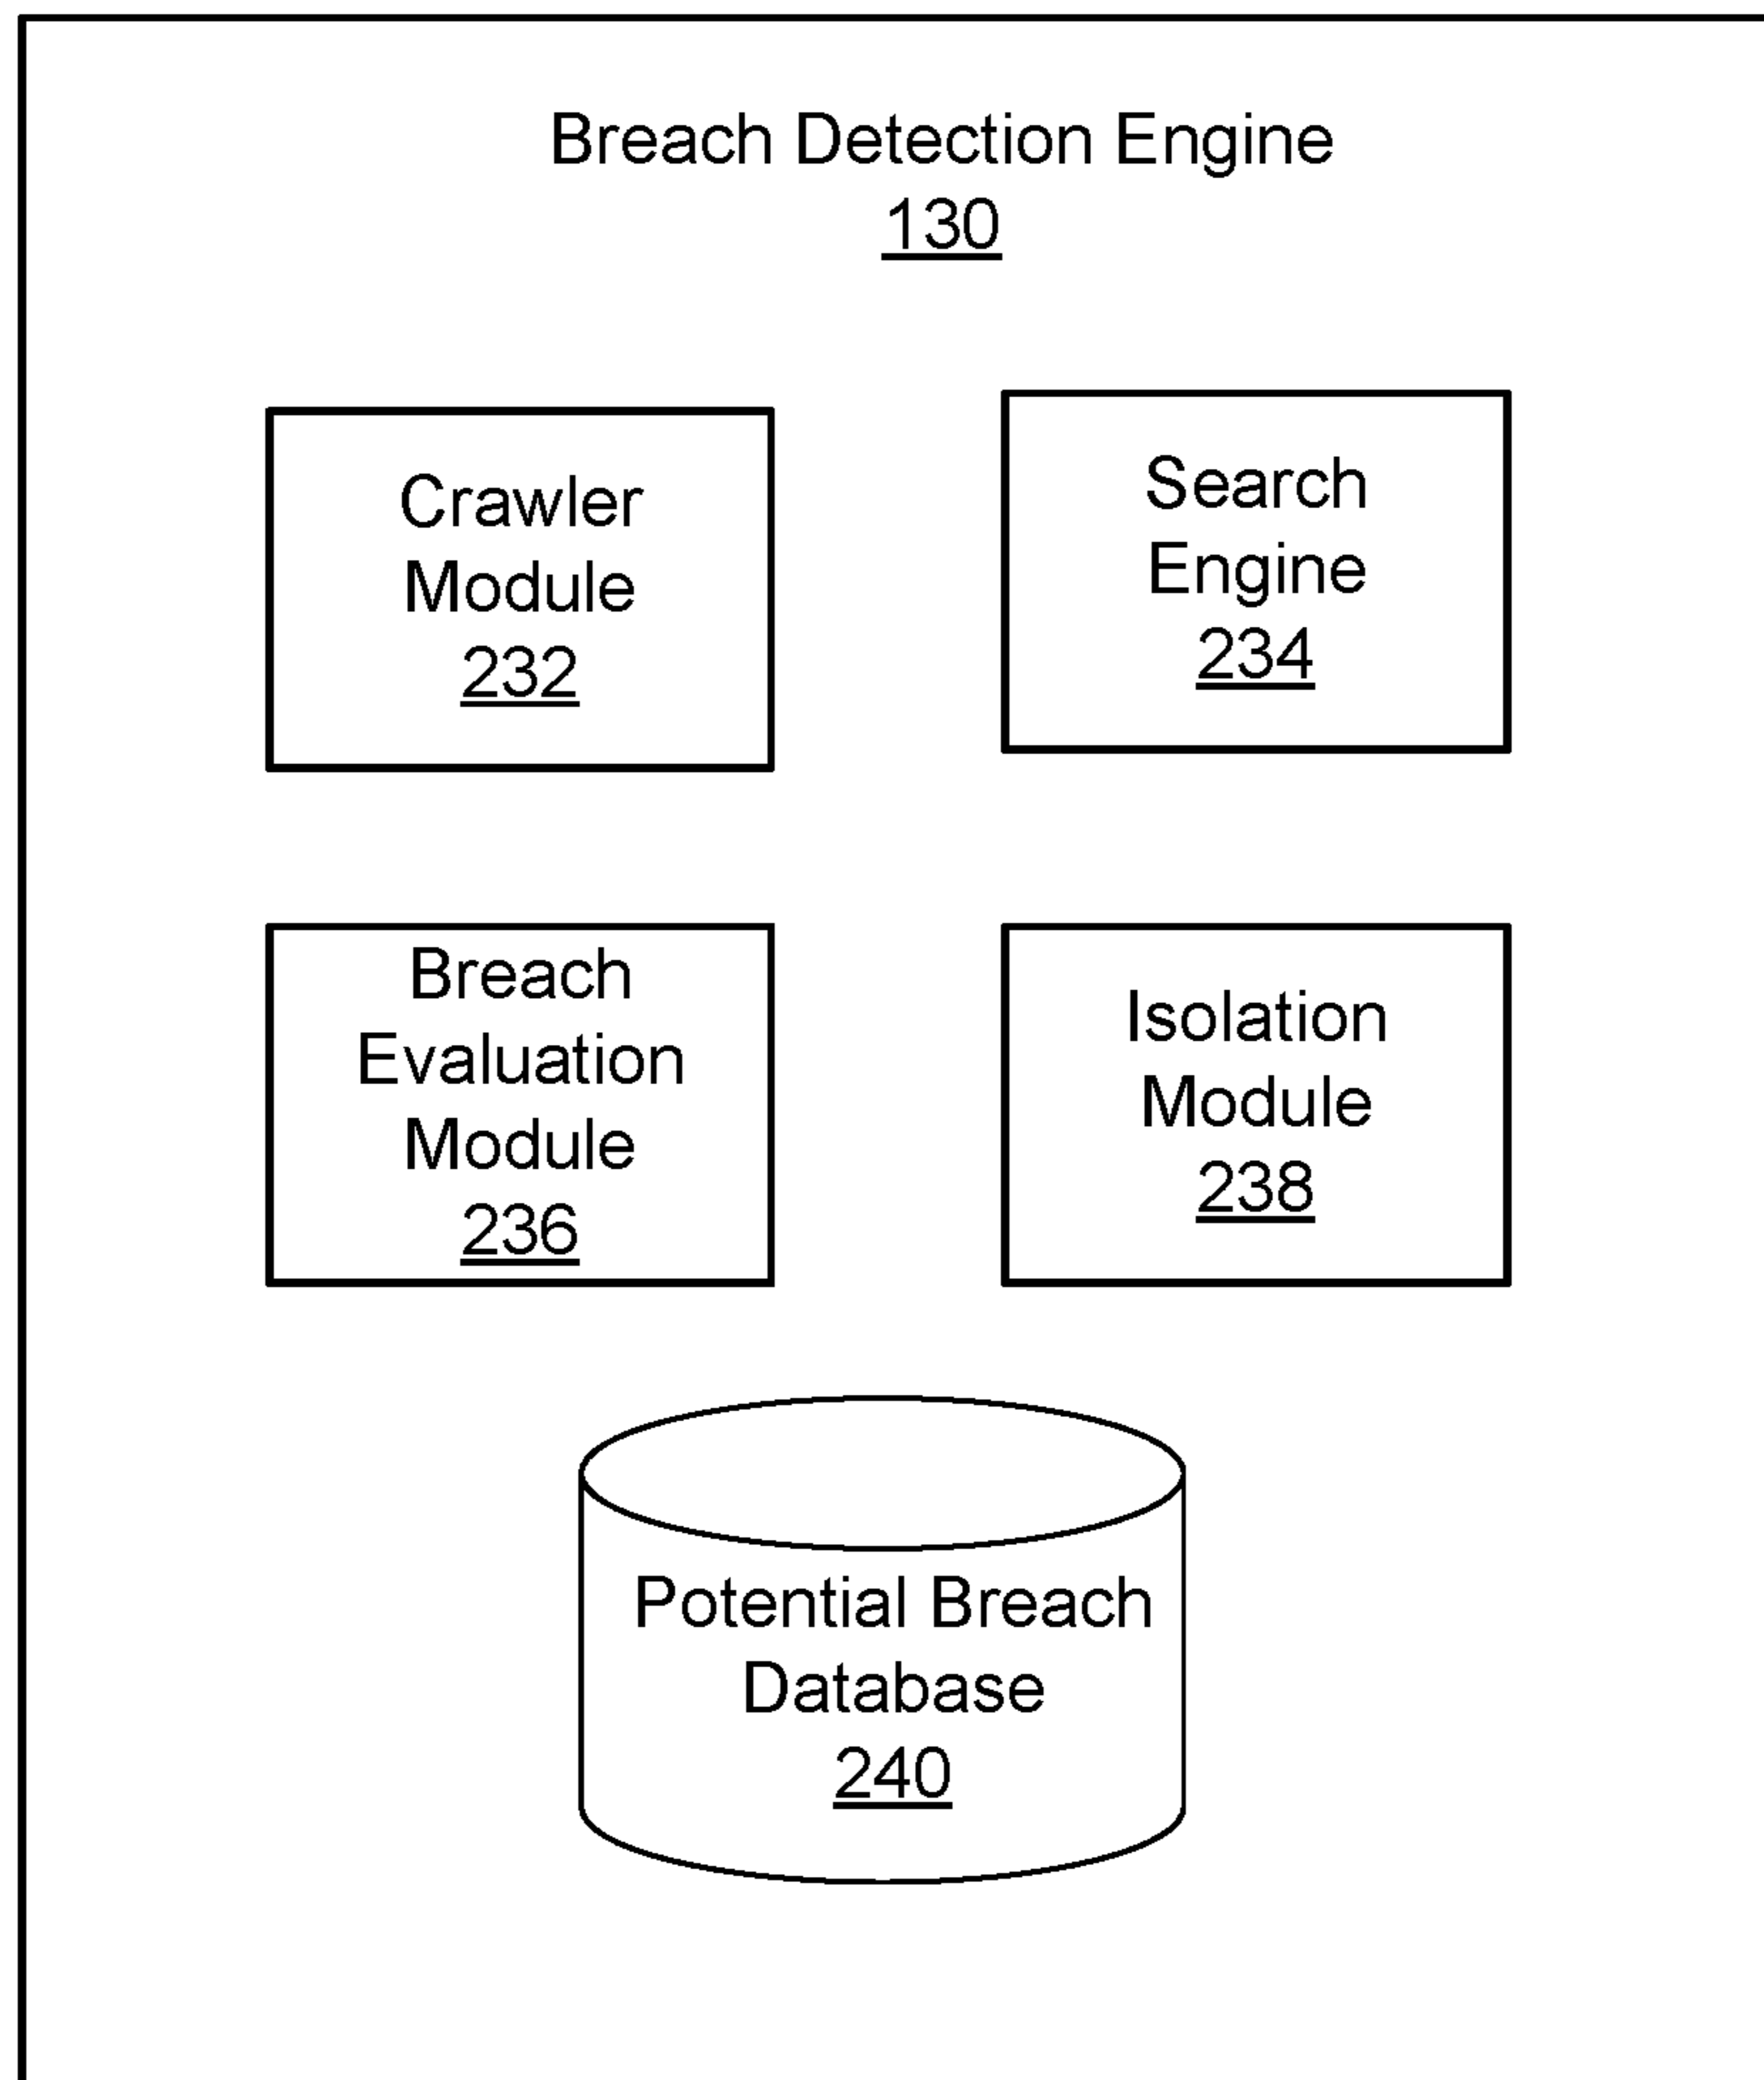 Breach Detection Engine
130
Crawler
Module
232
Search
Engine
234
Breach
Evaluation
Module
236
Isolation
Module
238
Potential Breach
Database
240